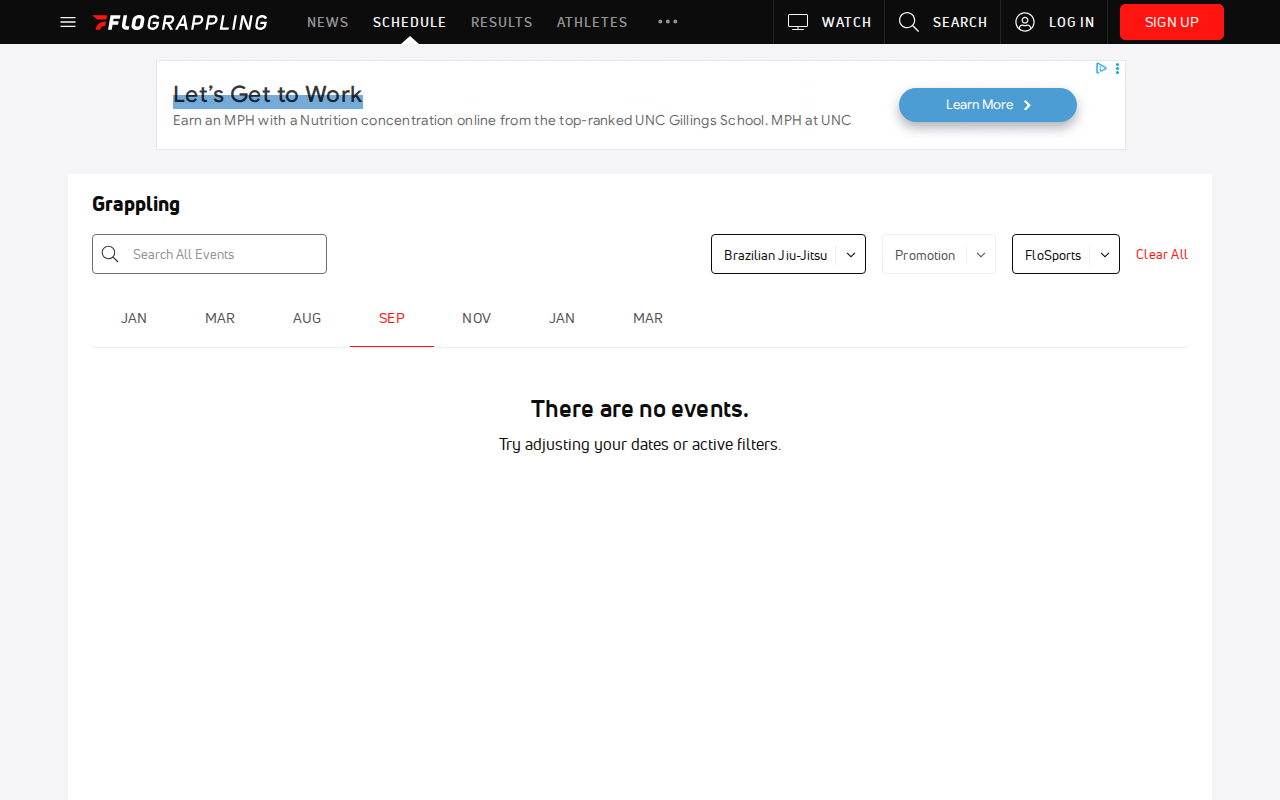 FLOGRAPPLING NEWS SCHEDULE RESULTS ATHLETES WATCH SEARCH LOG IN SIGN UP
Let's Get to Work
Earn an MPH with a Nutrition concentration online from the top-ranked UNC Gillings School. MPH at UNC
Learn More
Grappling
Search All Events Brazilian Jiu-Jitsu Promotion FloSports Clear All
JAN MAR AUG SEP NOV JAN MAR
There are no events.
Try adjusting your dates or active filters.